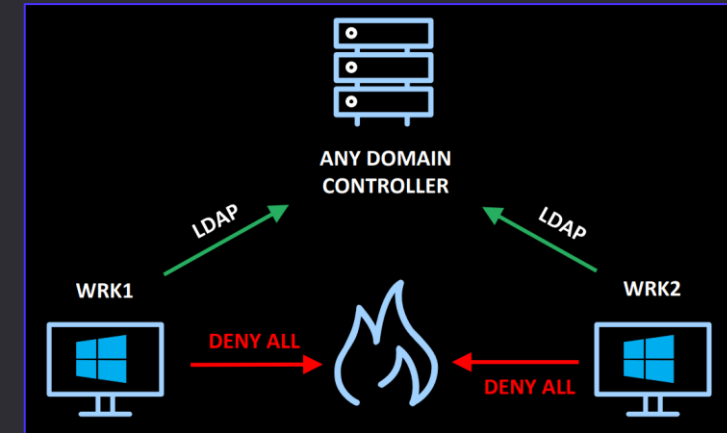 ANY DOMAIN
CONTROLLER
LDAP
LDAP
WRK1
WRK2
DENY ALL
DENY ALL